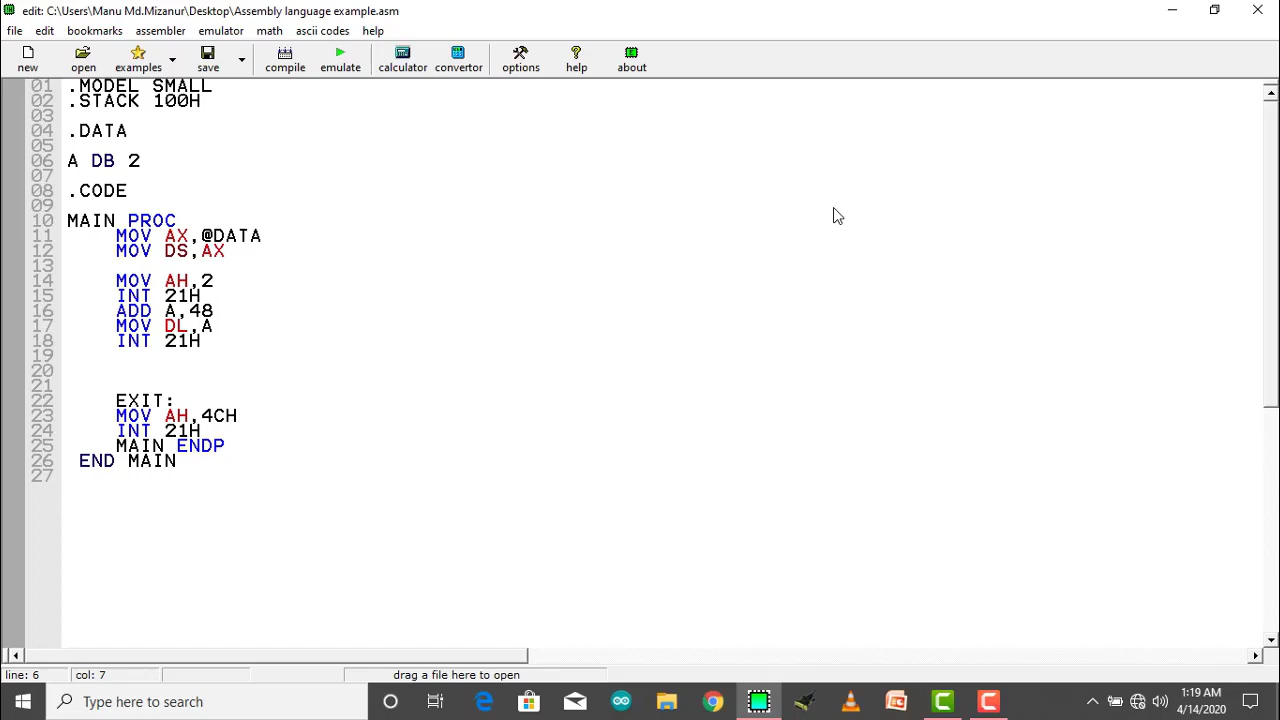 edit: C:\Users\Manu Md.Mizanur\Desktop\Assembly language example.asm
file edit bookmarks assembler emulator math ascii codes help
new open examples save compile emulate calculator convertor options help about
01 .MODEL SMALL
02 .STACK 100H
03
04 .DATA
05
06 A DB 2
07
08 .CODE
09
10 MAIN PROC
11 MOV AX,@DATA
12 MOV DS,AX
13
14 MOV AH,2
15 INT 21H
16 ADD A,48
17 MOV DL,A
18 INT 21H
19
20
21
22 EXIT:
23 MOV AH,4CH
24 INT 21H
25 MAIN ENDP
26 END MAIN
27
line: 6 col: 7 drag a file here to open
Type here to search
1:19 AM
4/14/2020